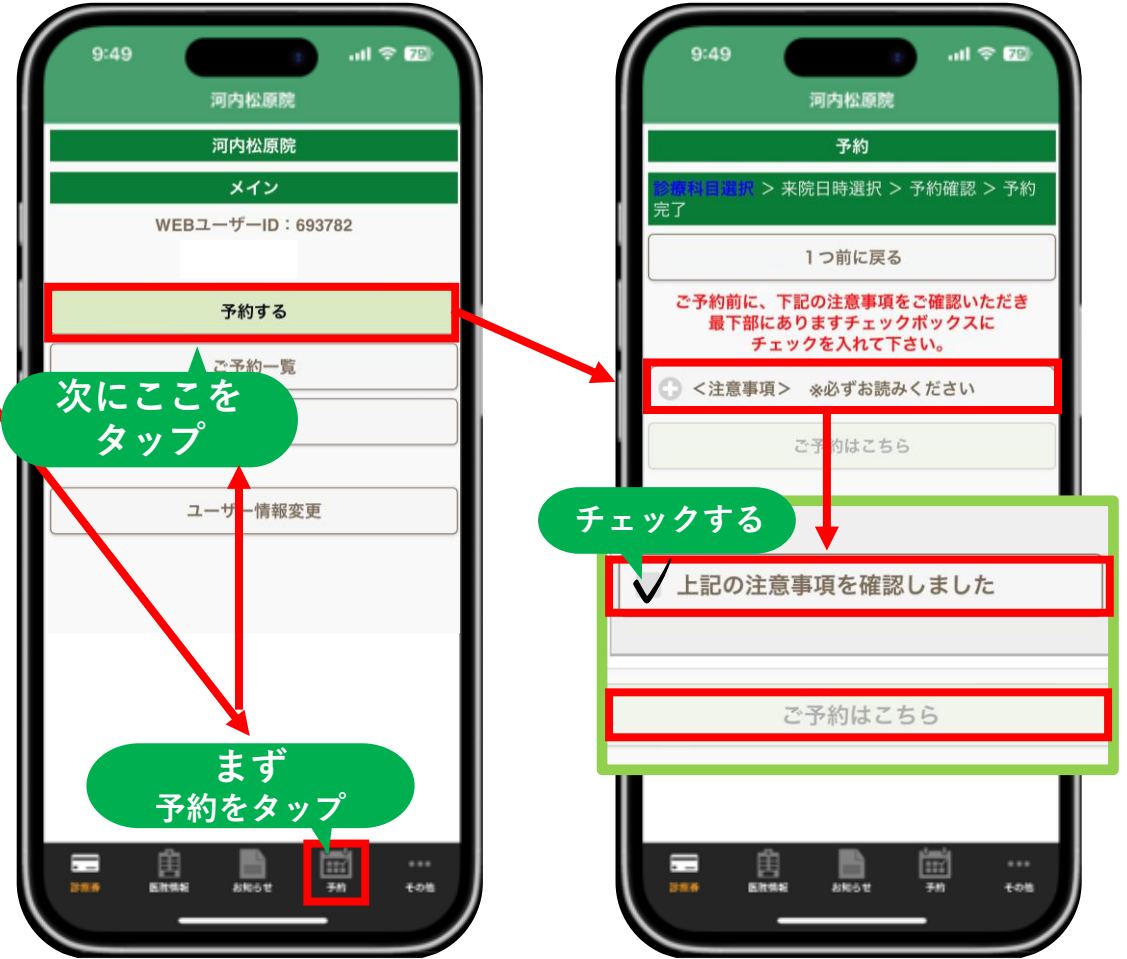 9:49
79
河内松原院
河内松原院
メイン
WEBユーザーID：693782
予約する
ご予約一覧
次にここを
タップ
ユーザー情報変更
まず
予約をタップ
診察券
医院情報
お知らせ
予約
その他
9:49
79
河内松原院
予約
診療科目選択 > 来院日時選択 > 予約確認 > 予約
完了
1つ前に戻る
ご予約前に、下記の注意事項をご確認いただき
最下部にありますチェックボックスに
チェックを入れて下さい。
<注意事項>　※必ずお読みください
ご予約はこちら
チェックする
上記の注意事項を確認しました
ご予約はこちら
診察券
医院情報
お知らせ
予約
その他